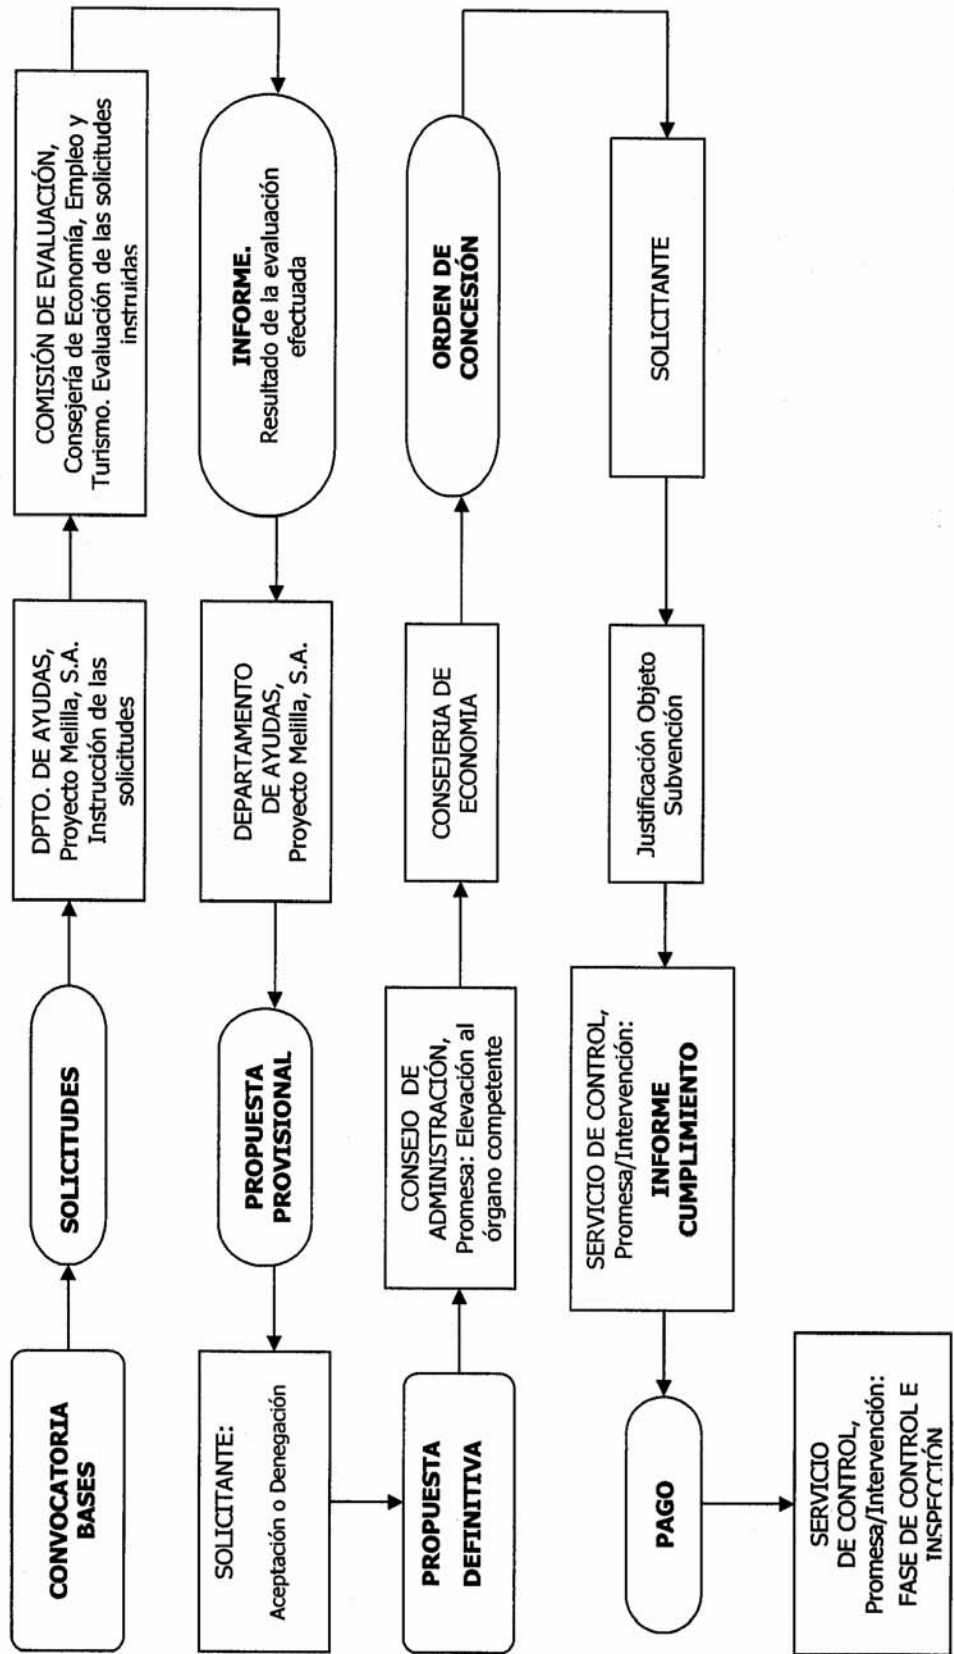 CONVOCATORIA
BASES
SOLICITUDES
DPTO. DE AYUDAS,
Proyecto Melilla, S.A.
Instrucción de las
solicitudes
COMISIÓN DE EVALUACIÓN,
Consejería de Economía, Empleo y
Turismo. Evaluación de las solicitudes
instruidas
INFORME.
Resultado de la evaluación
efectuada
DEPARTAMENTO
DE AYUDAS,
Proyecto Melilla, S.A.
PROPUESTA
PROVISIONAL
SOLICITANTE:
Aceptación o Denegación
PROPUESTA
DEFINITIVA
CONSEJO DE
ADMINISTRACIÓN,
Promesa: Elevación al
órgano competente
CONSEJERIA DE
ECONOMIA
ORDEN DE
CONCESIÓN
SOLICITANTE
Justificación Objeto
Subvención
SERVICIO DE CONTROL,
Promesa/Intervención:
INFORME
CUMPLIMIENTO
PAGO
SERVICIO
DE CONTROL,
Promesa/Intervención:
FASE DE CONTROL E
INSPECCIÓN